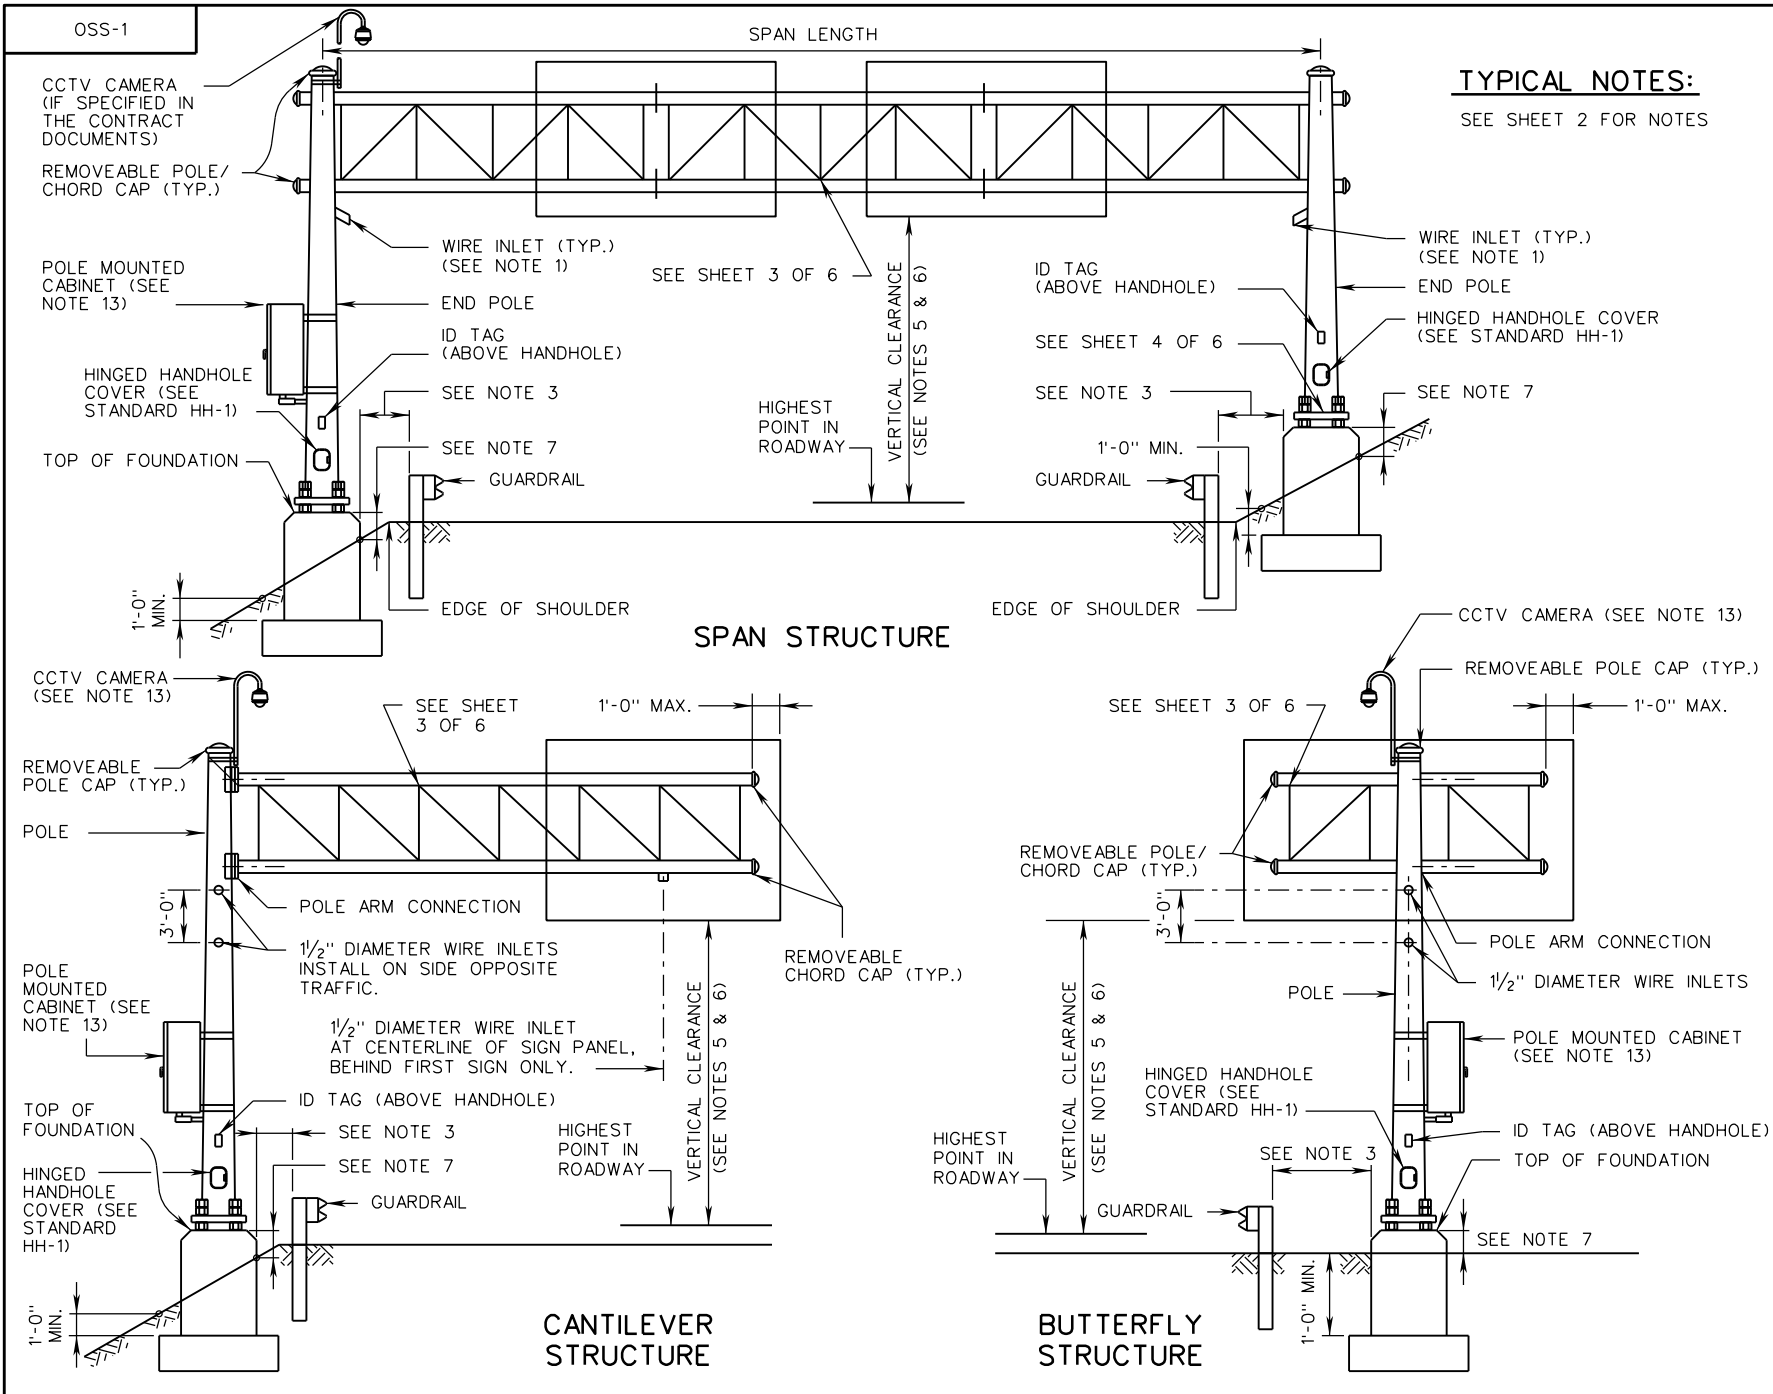 OSS-1
SPAN LENGTH
TYPICAL NOTES:
SEE SHEET 2 FOR NOTES
CCTV CAMERA
(IF SPECIFIED IN
THE CONTRACT
DOCUMENTS)
REMOVEABLE POLE/
CHORD CAP (TYP.)
WIRE INLET (TYP.)
(SEE NOTE 1)
POLE MOUNTED
CABINET (SEE
NOTE 13)
END POLE
ID TAG
(ABOVE HANDHOLE)
HINGED HANDHOLE
COVER (SEE
STANDARD HH-1)
SEE NOTE 3
SEE NOTE 7
TOP OF FOUNDATION
GUARDRAIL
1'-0"
MIN.
EDGE OF SHOULDER
SEE SHEET 3 OF 6
VERTICAL CLEARANCE
(SEE NOTES 5 & 6)
HIGHEST
POINT IN
ROADWAY
ID TAG
(ABOVE HANDHOLE)
SEE SHEET 4 OF 6
SEE NOTE 3
1'-0" MIN.
GUARDRAIL
EDGE OF SHOULDER
WIRE INLET (TYP.)
(SEE NOTE 1)
END POLE
HINGED HANDHOLE COVER
(SEE STANDARD HH-1)
SEE NOTE 7
SPAN STRUCTURE
CCTV CAMERA
(SEE NOTE 13)
SEE SHEET
3 OF 6
1'-0" MAX.
REMOVEABLE
POLE CAP (TYP.)
POLE
3'-0"
POLE ARM CONNECTION
1 1/2" DIAMETER WIRE INLETS
INSTALL ON SIDE OPPOSITE
TRAFFIC.
REMOVEABLE
CHORD CAP (TYP.)
POLE
MOUNTED
CABINET (SEE
NOTE 13)
1 1/2" DIAMETER WIRE INLET
AT CENTERLINE OF SIGN PANEL,
BEHIND FIRST SIGN ONLY.
VERTICAL CLEARANCE
(SEE NOTES 5 & 6)
ID TAG (ABOVE HANDHOLE)
TOP OF
FOUNDATION
SEE NOTE 3
SEE NOTE 7
HIGHEST
POINT IN
ROADWAY
HINGED
HANDHOLE
COVER (SEE
STANDARD
HH-1)
GUARDRAIL
1'-0"
MIN.
CANTILEVER
STRUCTURE
CCTV CAMERA (SEE NOTE 13)
REMOVEABLE POLE CAP (TYP.)
SEE SHEET 3 OF 6
1'-0" MAX.
REMOVEABLE POLE/
CHORD CAP (TYP.)
3'-0"
POLE ARM CONNECTION
1 1/2" DIAMETER WIRE INLETS
POLE
VERTICAL CLEARANCE
(SEE NOTES 5 & 6)
POLE MOUNTED CABINET
(SEE NOTE 13)
HINGED HANDHOLE
COVER (SEE
STANDARD HH-1)
ID TAG (ABOVE HANDHOLE)
TOP OF FOUNDATION
HIGHEST
POINT IN
ROADWAY
SEE NOTE 3
GUARDRAIL
SEE NOTE 7
1'-0" MIN.
BUTTERFLY
STRUCTURE